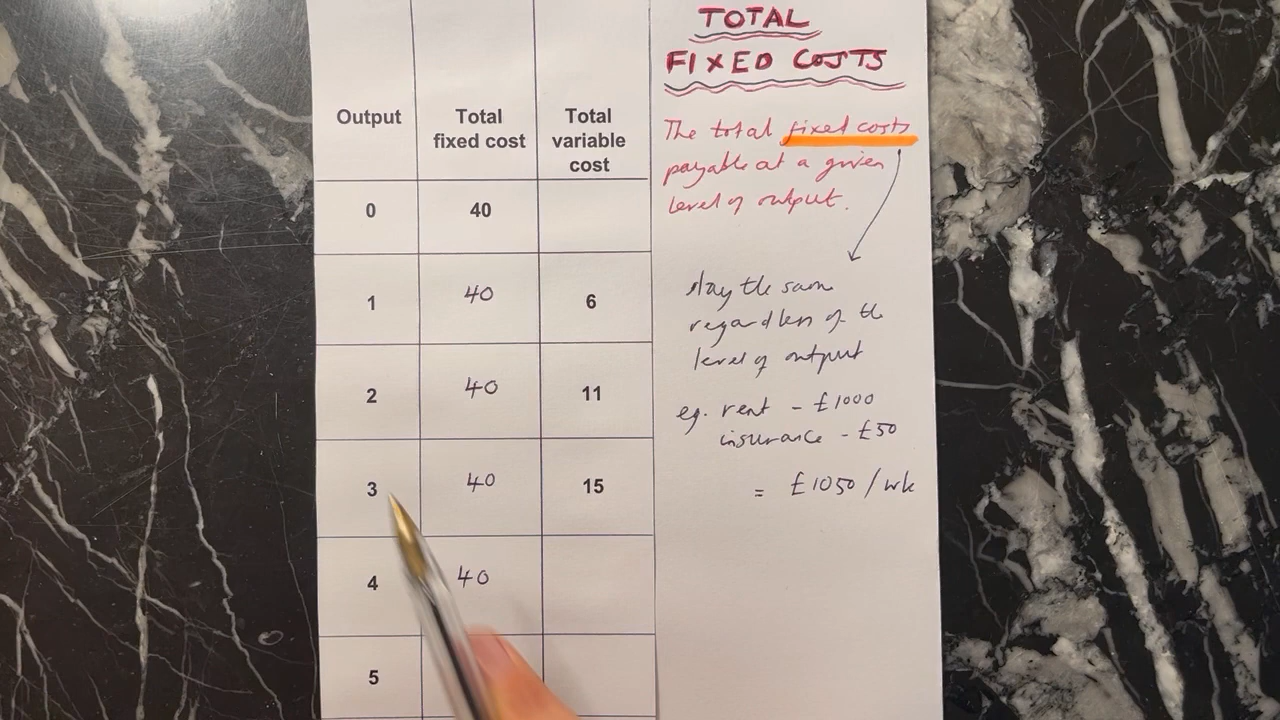 Output Total fixed cost Total variable cost
0 40
1 40 6
2 40 11
3 40 15
4 40
5
TOTAL
FIXED COSTS
The total fixed costs
payable at a given
level of output.
stay the same
regardless of the
level of output
eg. rent - £1000
insurance - £50
= £1050/wk